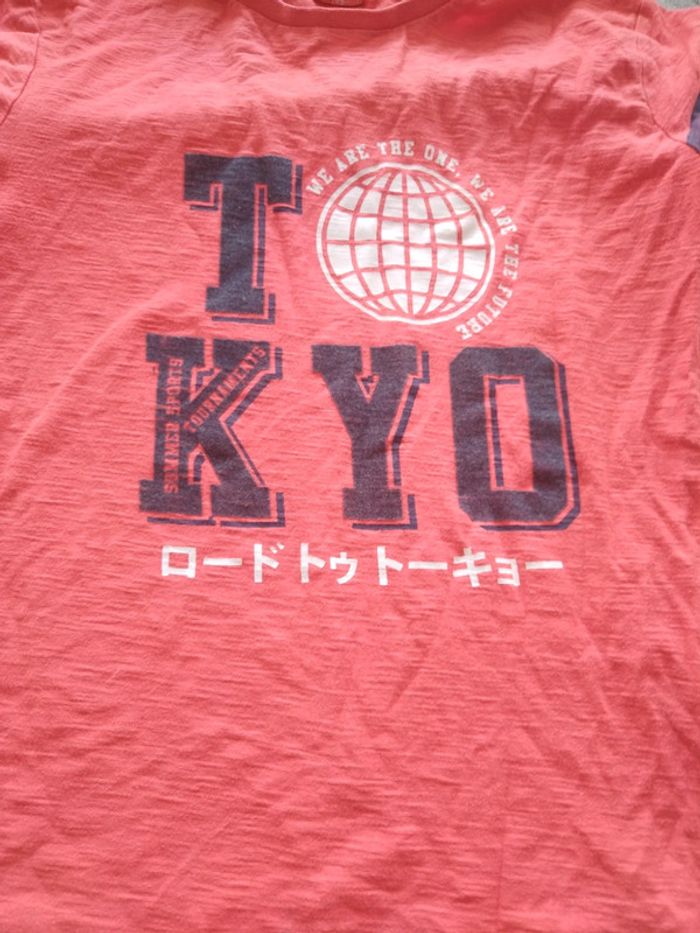 WE ARE THE ONE, WE ARE THE FUTURE
T
KYO
SUMMER SPORTS
TOURNAMENTS
ロード トゥ トーキョー